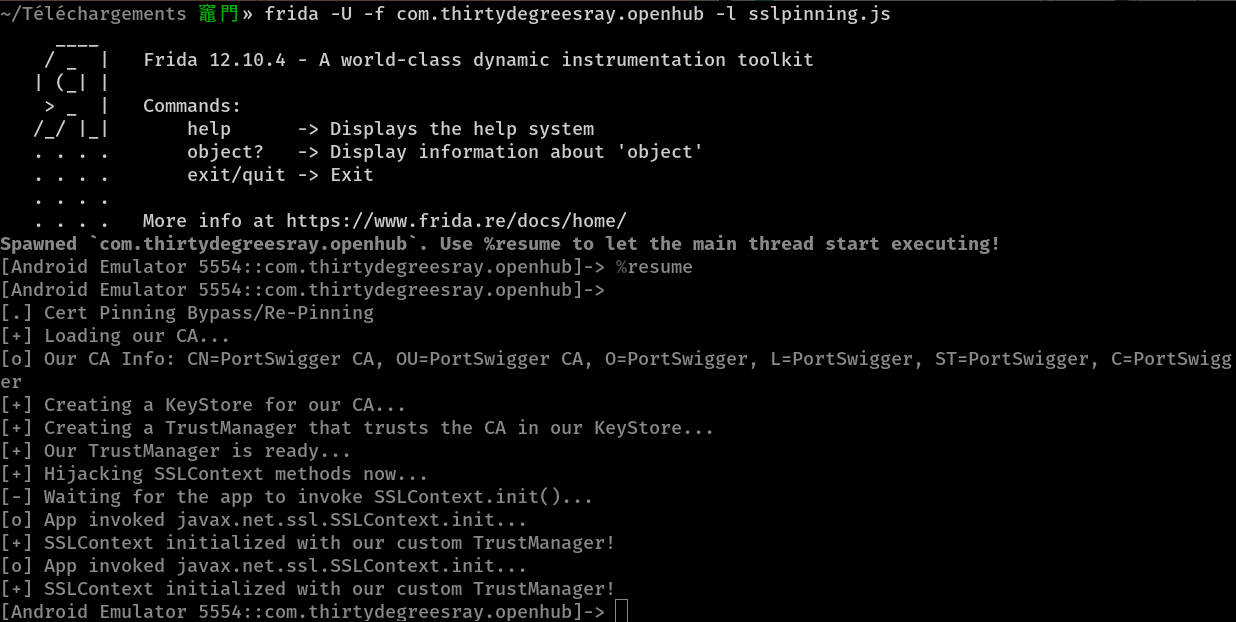 ~/Téléchargements 竈門» frida -U -f com.thirtydegreesray.openhub -l sslpinning.js
     ____
    / _  |   Frida 12.10.4 - A world-class dynamic instrumentation toolkit
   | (_| |
    > _  |   Commands:
   /_/ |_|       help      -> Displays the help system
   . . . .       object?   -> Display information about 'object'
   . . . .       exit/quit -> Exit
   . . . .
   . . . .   More info at https://www.frida.re/docs/home/
Spawned `com.thirtydegreesray.openhub`. Use %resume to let the main thread start executing!
[Android Emulator 5554::com.thirtydegreesray.openhub]-> %resume
[Android Emulator 5554::com.thirtydegreesray.openhub]->
[.] Cert Pinning Bypass/Re-Pinning
[+] Loading our CA...
[o] Our CA Info: CN=PortSwigger CA, OU=PortSwigger CA, O=PortSwigger, L=PortSwigger, ST=PortSwigger, C=PortSwigg
er
[+] Creating a KeyStore for our CA...
[+] Creating a TrustManager that trusts the CA in our KeyStore...
[+] Our TrustManager is ready...
[+] Hijacking SSLContext methods now...
[-] Waiting for the app to invoke SSLContext.init()...
[o] App invoked javax.net.ssl.SSLContext.init...
[+] SSLContext initialized with our custom TrustManager!
[o] App invoked javax.net.ssl.SSLContext.init...
[+] SSLContext initialized with our custom TrustManager!
[Android Emulator 5554::com.thirtydegreesray.openhub]->